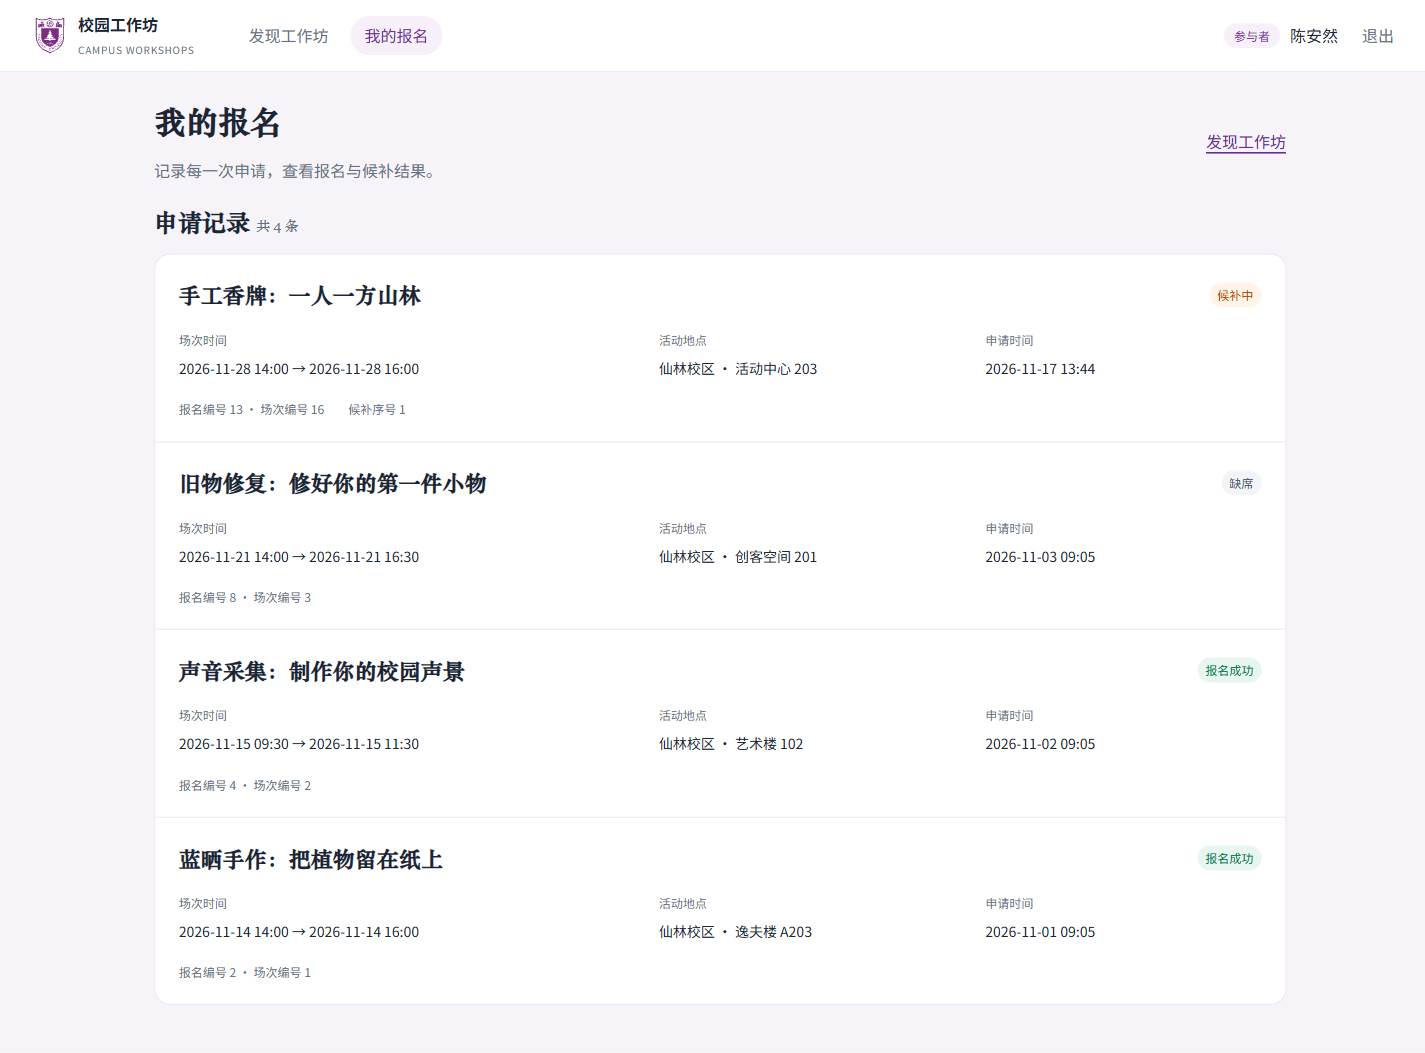 校园工作坊
CAMPUS WORKSHOPS
发现工作坊
我的报名
参与者
陈安然
退出
我的报名
发现工作坊
记录每一次申请，查看报名与候补结果。
申请记录 共 4 条
手工香牌：一人一方山林
候补中
场次时间
活动地点
申请时间
2026-11-28 14:00 → 2026-11-28 16:00
仙林校区 · 活动中心 203
2026-11-17 13:44
报名编号 13 · 场次编号 16 候补序号 1
旧物修复：修好你的第一件小物
缺席
场次时间
活动地点
申请时间
2026-11-21 14:00 → 2026-11-21 16:30
仙林校区 · 创客空间 201
2026-11-03 09:05
报名编号 8 · 场次编号 3
声音采集：制作你的校园声景
报名成功
场次时间
活动地点
申请时间
2026-11-15 09:30 → 2026-11-15 11:30
仙林校区 · 艺术楼 102
2026-11-02 09:05
报名编号 4 · 场次编号 2
蓝晒手作：把植物留在纸上
报名成功
场次时间
活动地点
申请时间
2026-11-14 14:00 → 2026-11-14 16:00
仙林校区 · 逸夫楼 A203
2026-11-01 09:05
报名编号 2 · 场次编号 1